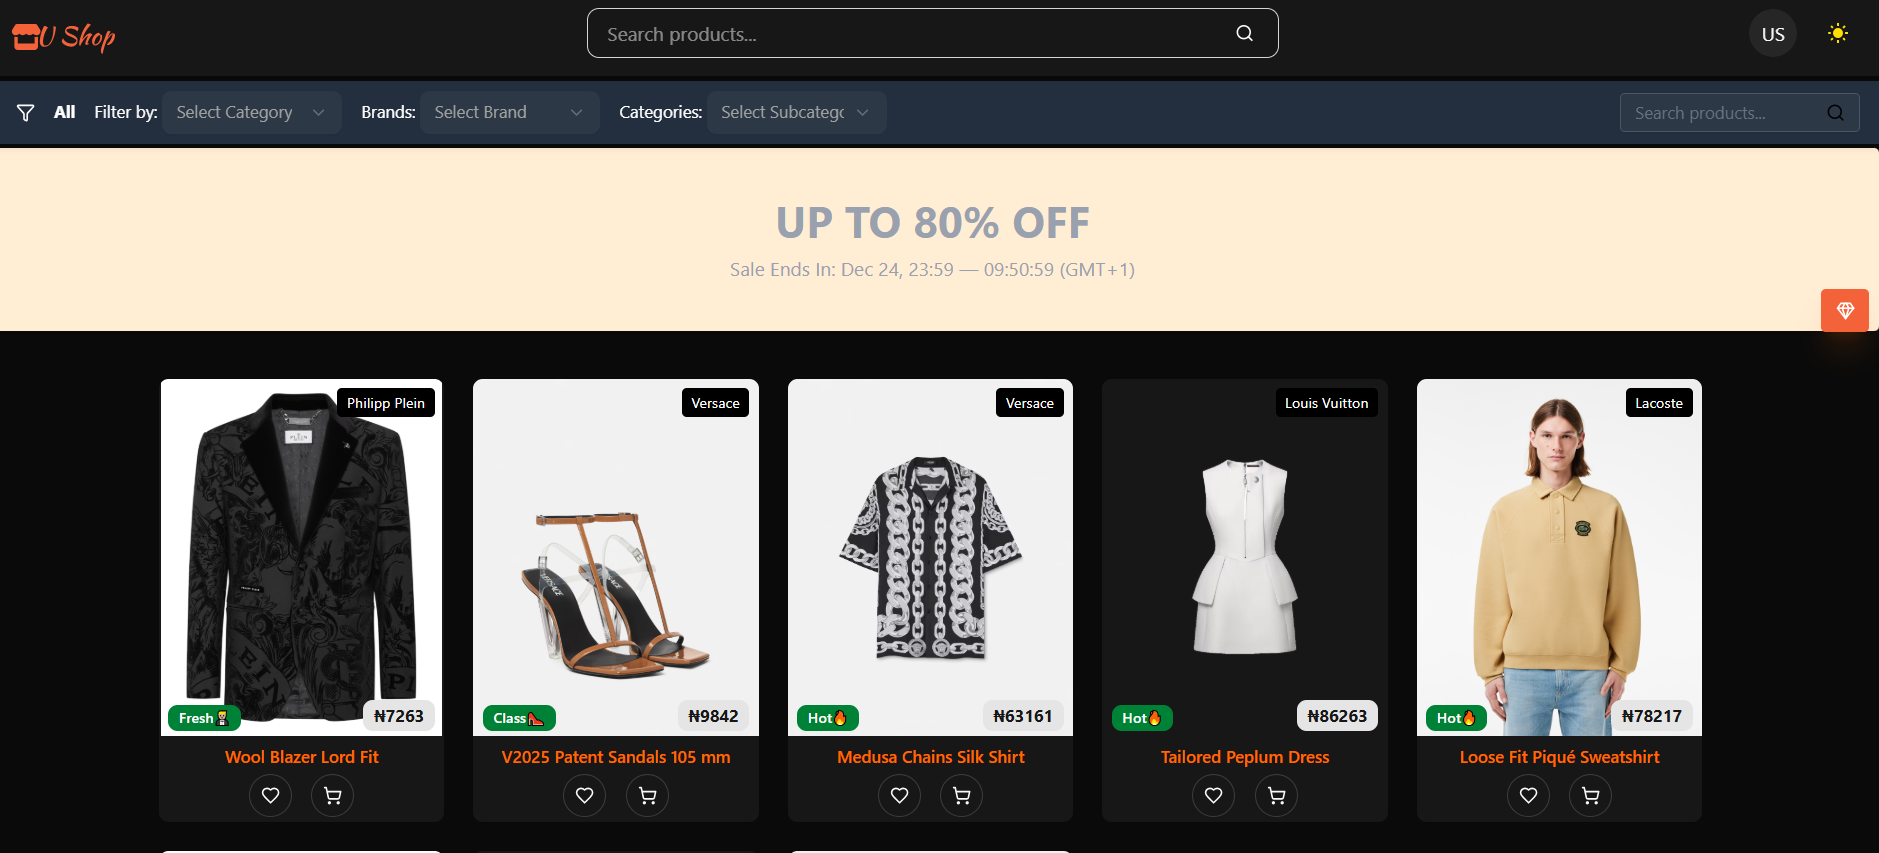 U Shop
Search products...
US
All Filter by: Select Category Brands: Select Brand Categories: Select Subcatego
Search products...
UP TO 80% OFF
Sale Ends In: Dec 24, 23:59 — 09:50:59 (GMT+1)
Philipp Plein
Fresh
₦7263
Wool Blazer Lord Fit
Versace
VERSACE
Class
₦9842
V2025 Patent Sandals 105 mm
Versace
Hot
₦63161
Medusa Chains Silk Shirt
Louis Vuitton
Hot
₦86263
Tailored Peplum Dress
Lacoste
Hot
₦78217
Loose Fit Piqué Sweatshirt